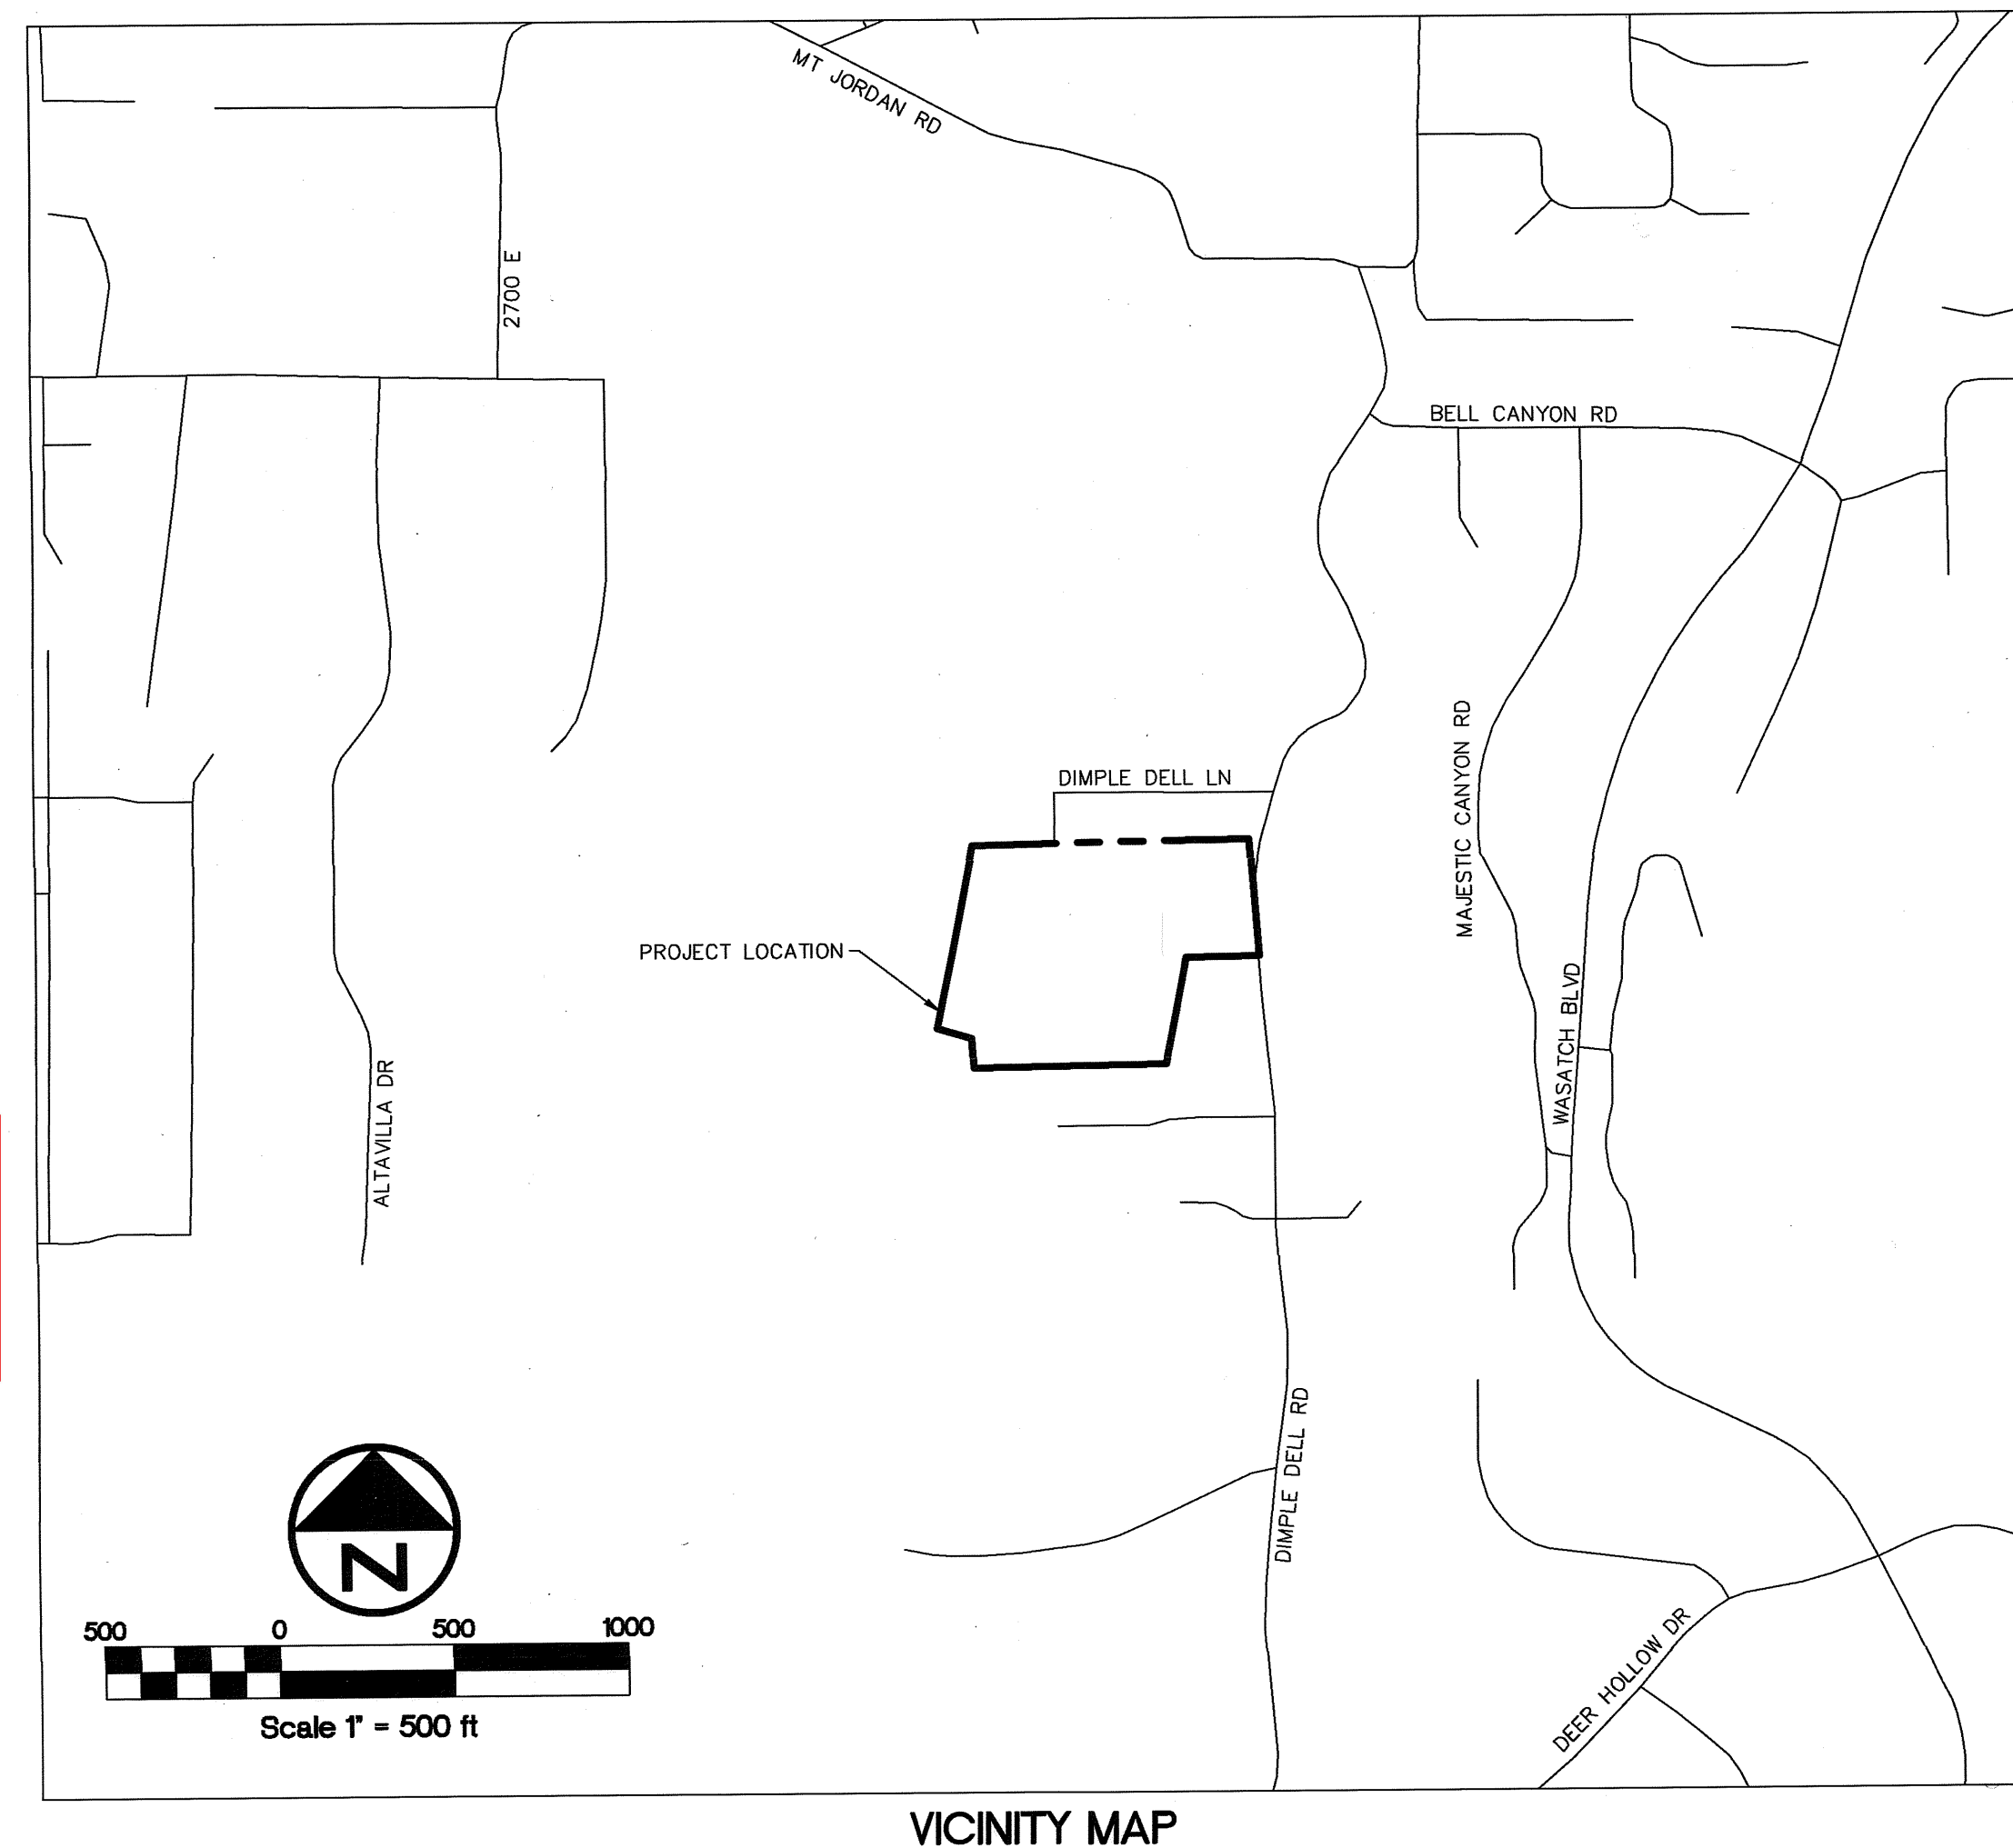 MT JORDAN RD
2700 E
BELL CANYON RD
MAJESTIC CANYON RD
DIMPLE DELL LN
PROJECT LOCATION
WASATCH BLVD
ALTAVILLA DR
DIMPLE DELL RD
N
500 0 500 1000
Scale 1" = 500 ft
DEER HOLLOW DR
VICINITY MAP